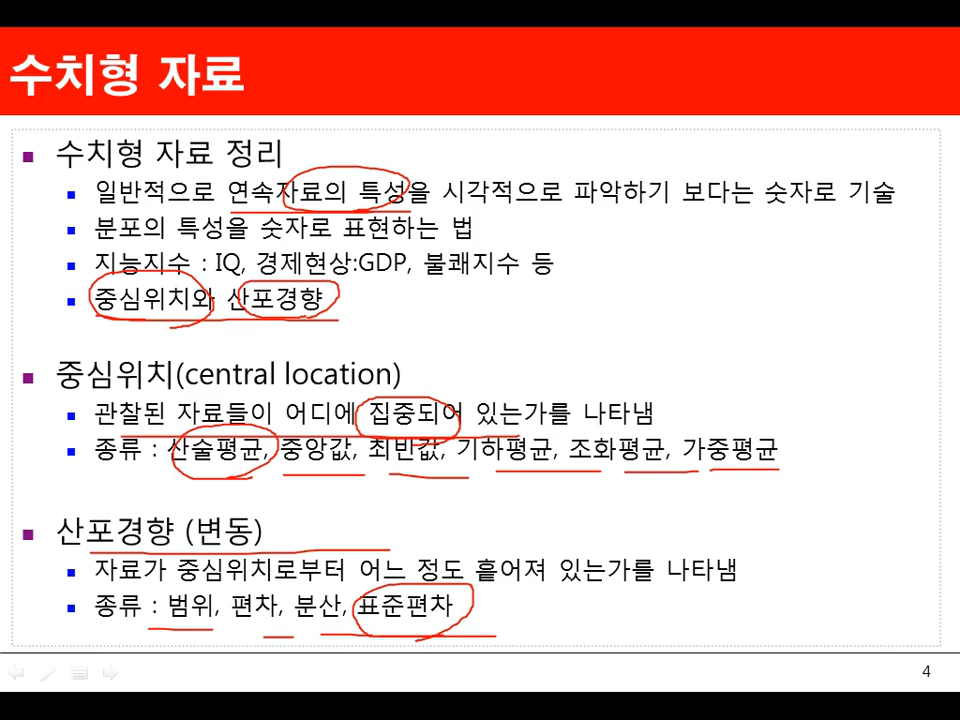 수치형 자료
수치형 자료 정리
일반적으로 연속자료의 특성을 시각적으로 파악하기 보다는 숫자로 기술
분포의 특성을 숫자로 표현하는 법
지능지수 : IQ, 경제현상:GDP, 불쾌지수 등
중심위치와 산포경향
중심위치(central location)
관찰된 자료들이 어디에 집중되어 있는가를 나타냄
종류 : 산술평균, 중앙값, 최빈값, 기하평균, 조화평균, 가중평균
산포경향 (변동)
자료가 중심위치로부터 어느 정도 흩어져 있는가를 나타냄
종류 : 범위, 편차, 분산, 표준편차
4